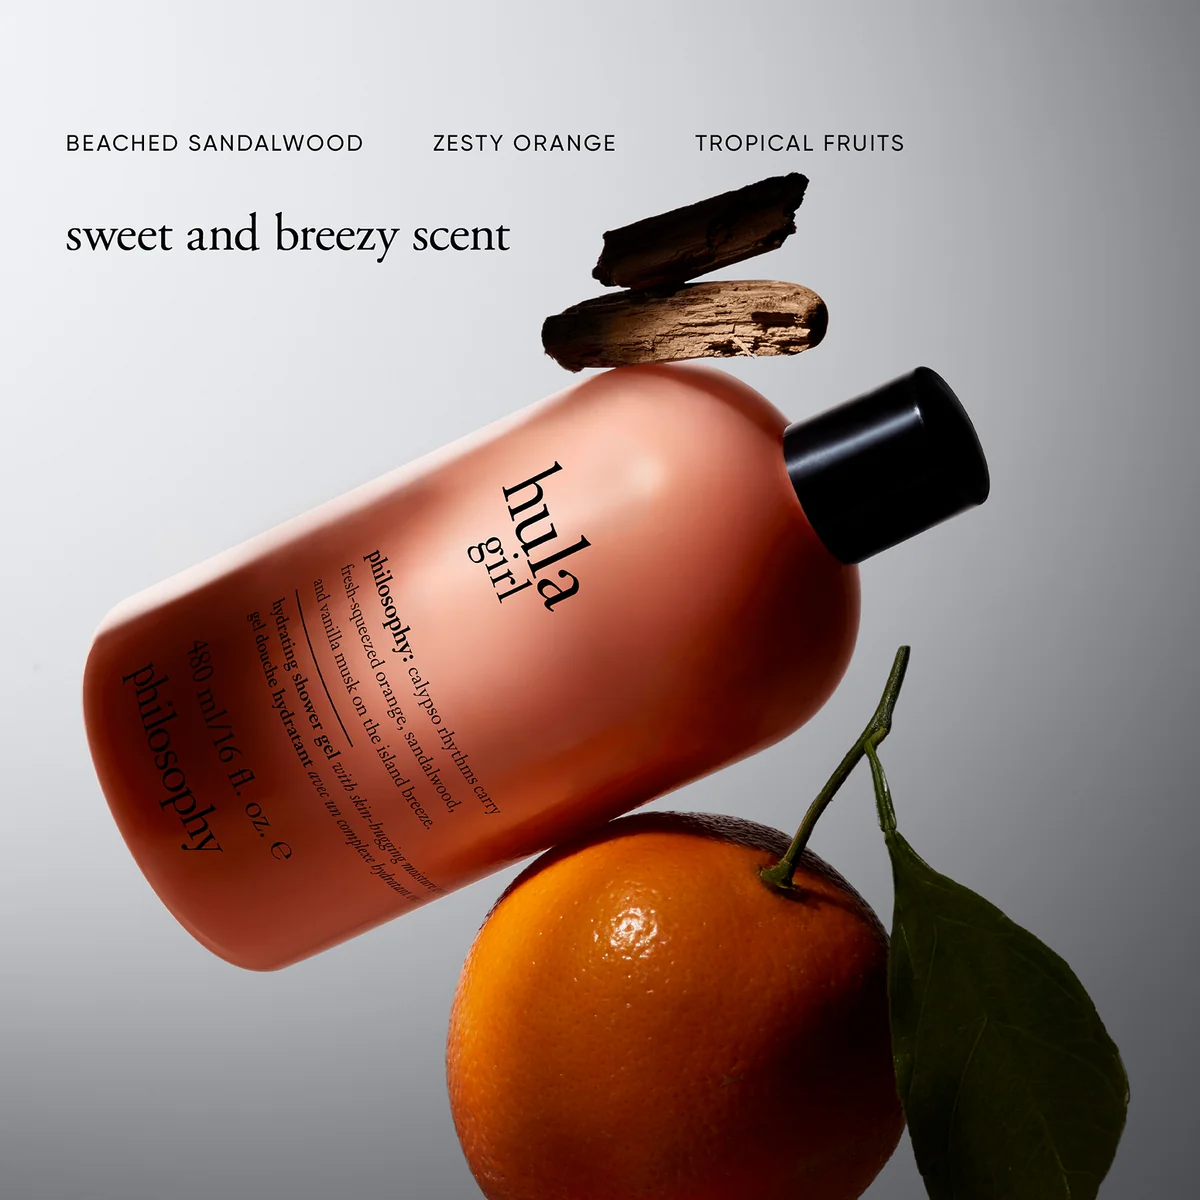 BEACHED SANDALWOOD ZESTY ORANGE TROPICAL FRUITS
sweet and breezy scent
hula
girl
philosophy: calypso rhythms carry
fresh-squeezed orange, sandalwood,
and vanilla musk on the island breeze.
hydrating shower gel with skin-hugging moisture
gel douche hydratant avec un complexe hydratant
480 ml/16 fl. oz. e
philosophy